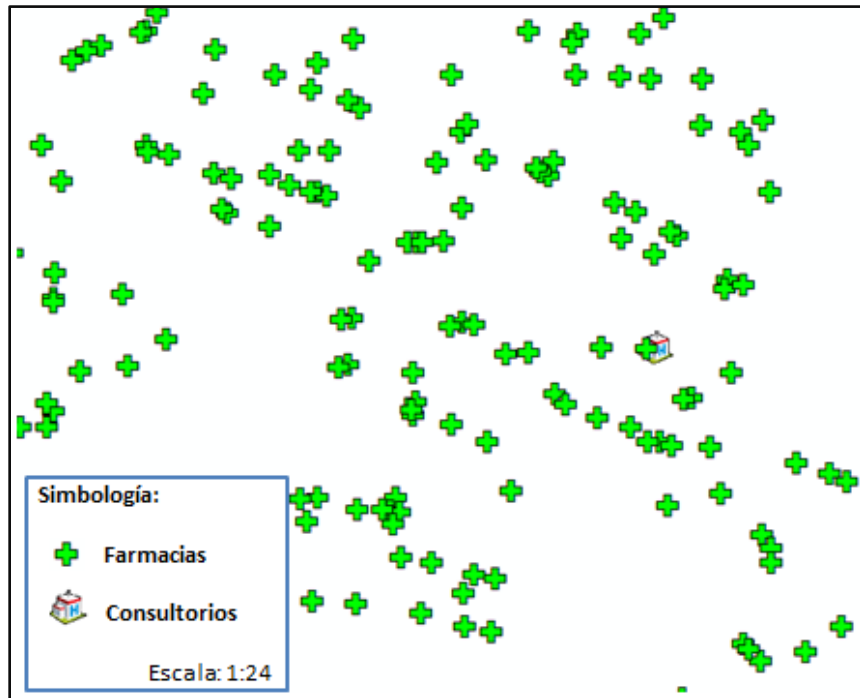 Simbología:
Farmacias
H
Consultorios
Escala: 1:24